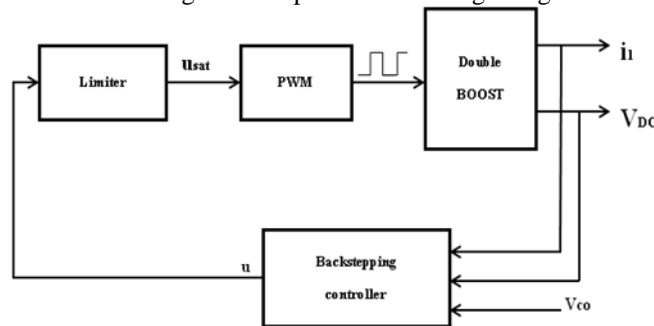 Limiter
usat
PWM
Double
BOOST
i1
VDC
u
Backstepping
controller
Vco